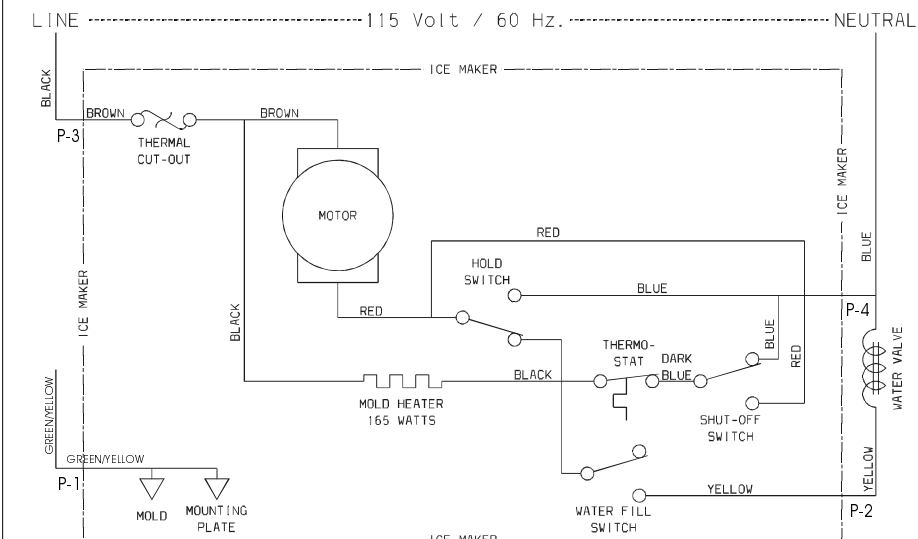 LINE 115 Volt / 60 Hz. NEUTRAL
ICE MAKER
BLACK
BROWN
BROWN
P-3
THERMAL
CUT-OUT
ICE MAKER
MOTOR
RED
BLUE
HOLD
SWITCH
ICE MAKER
BLUE
P-4
RED
BLACK
THERMO-
STAT
DARK
BLUE
BLUE
RED
WATER VALVE
BLACK
MOLD HEATER
165 WATTS
SHUT-OFF
SWITCH
GREEN/YELLOW
GREEN/YELLOW
P-1
MOLD
MOUNTING
PLATE
YELLOW
YELLOW
P-2
WATER FILL
SWITCH
ICE MAKER